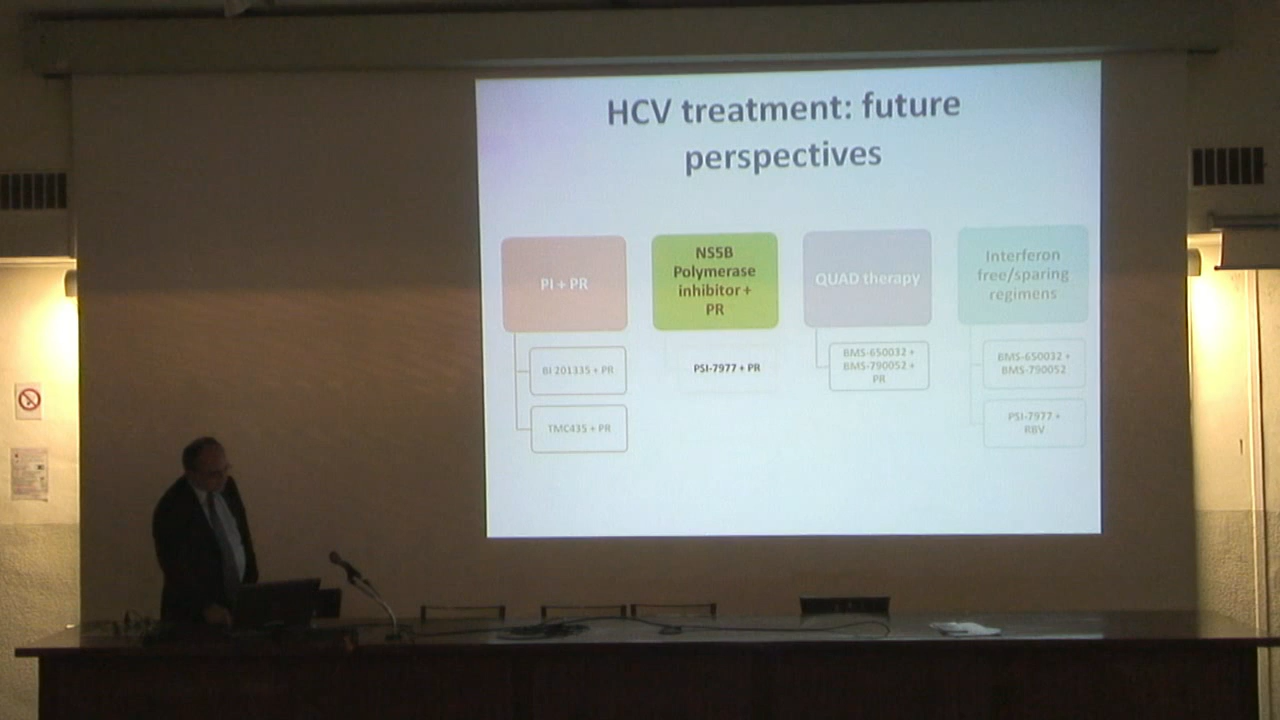 HCV treatment: future
perspectives
PI + PR
BI 201335 + PR
TMC435 + PR
NS5B
Polymerase
inhibitor +
PR
PSI-7977 + PR
QUAD therapy
BMS-650032 +
BMS-790052 +
PR
Interferon
free/sparing
regimens
BMS-650032 +
BMS-790052
PSI-7977 +
RBV